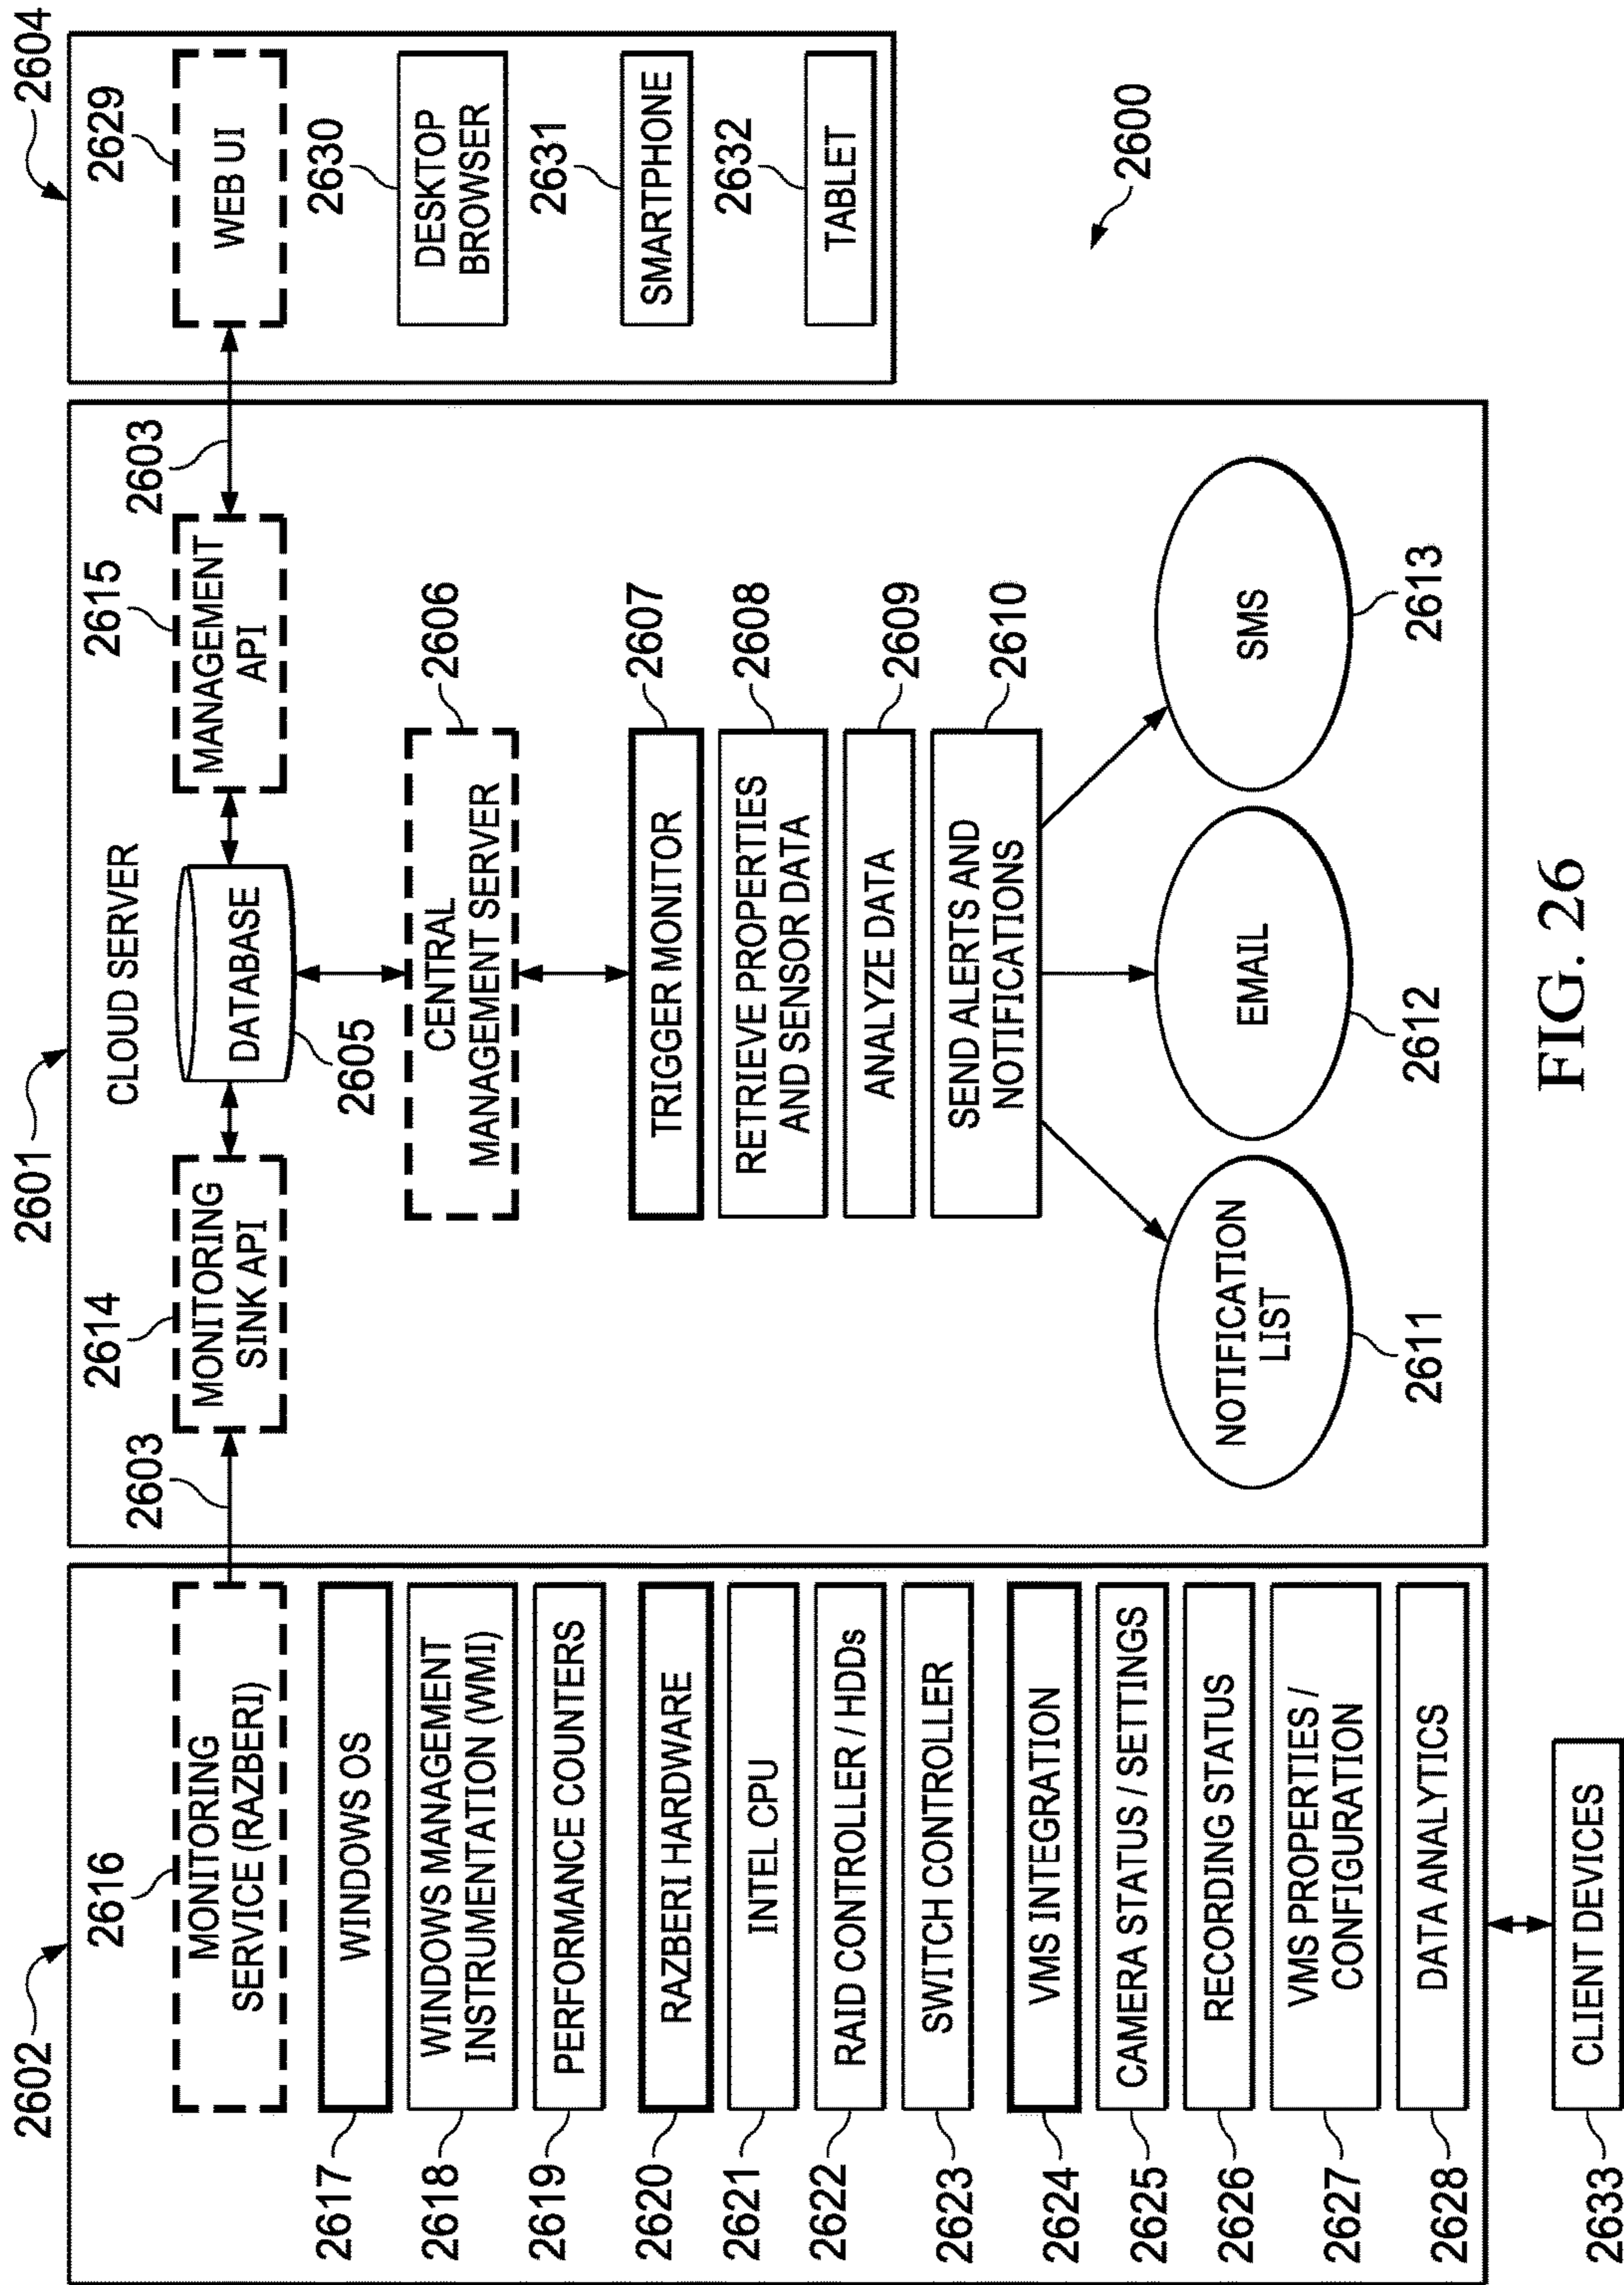 2602
2616
MONITORING
SERVICE (RAZBERI)
2617
WINDOWS OS
2618
WINDOWS MANAGEMENT
INSTRUMENTATION (WMI)
2619
PERFORMANCE COUNTERS
2620
RAZBERI HARDWARE
2621
INTEL CPU
2622
RAID CONTROLLER / HDDs
2623
SWITCH CONTROLLER
2624
VMS INTEGRATION
2625
CAMERA STATUS / SETTINGS
2626
RECORDING STATUS
2627
VMS PROPERTIES /
CONFIGURATION
2628
DATA ANALYTICS
2633
CLIENT DEVICES
2601
CLOUD SERVER
2603
2614
MONITORING
SINK API
DATABASE
2605
2615
MANAGEMENT
API
2603
CENTRAL
MANAGEMENT SERVER
2606
TRIGGER MONITOR
2607
RETRIEVE PROPERTIES
AND SENSOR DATA
2608
ANALYZE DATA
2609
SEND ALERTS AND
NOTIFICATIONS
2610
NOTIFICATION
LIST
2611
EMAIL
2612
SMS
2613
2604
2629
WEB UI
2630
DESKTOP
BROWSER
2631
SMARTPHONE
2632
TABLET
2600
FIG. 26